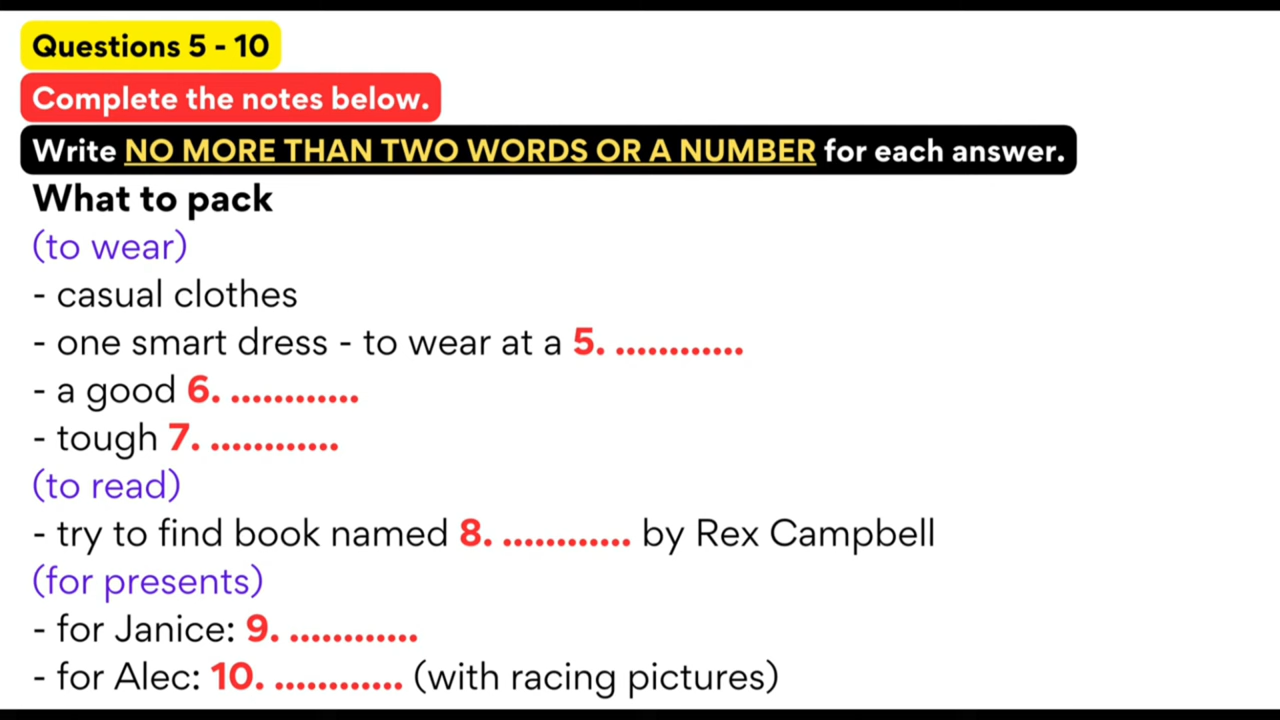 Questions 5 - 10
Complete the notes below.
Write NO MORE THAN TWO WORDS OR A NUMBER for each answer.
What to pack
(to wear)
- casual clothes
- one smart dress - to wear at a 5. ............
- a good 6. ............
- tough 7. ............
(to read)
- try to find book named 8. ............ by Rex Campbell
(for presents)
- for Janice: 9. ............
- for Alec: 10. ............ (with racing pictures)